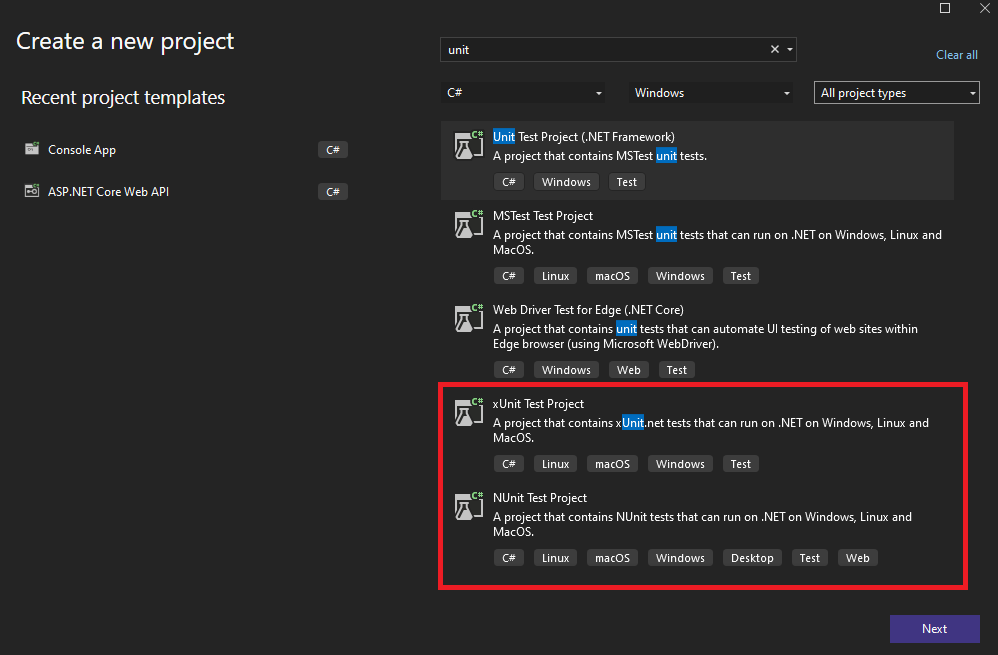 Create a new project
unit
Clear all
Recent project templates
C#
Windows
All project types
Console App
C#
ASP.NET Core Web API
C#
C#
Unit Test Project (.NET Framework)
A project that contains MSTest unit tests.
C# Windows Test
C#
MSTest Test Project
A project that contains MSTest unit tests that can run on .NET on Windows, Linux and
MacOS.
C# Linux macOS Windows Test
C#
Web Driver Test for Edge (.NET Core)
A project that contains unit tests that can automate UI testing of web sites within
Edge browser (using Microsoft WebDriver).
C# Windows Web Test
C#
xUnit Test Project
A project that contains xUnit.net tests that can run on .NET on Windows, Linux and
MacOS.
C# Linux macOS Windows Test
C#
NUnit Test Project
A project that contains NUnit tests that can run on .NET on Windows, Linux and
MacOS.
C# Linux macOS Windows Desktop Test Web
Next